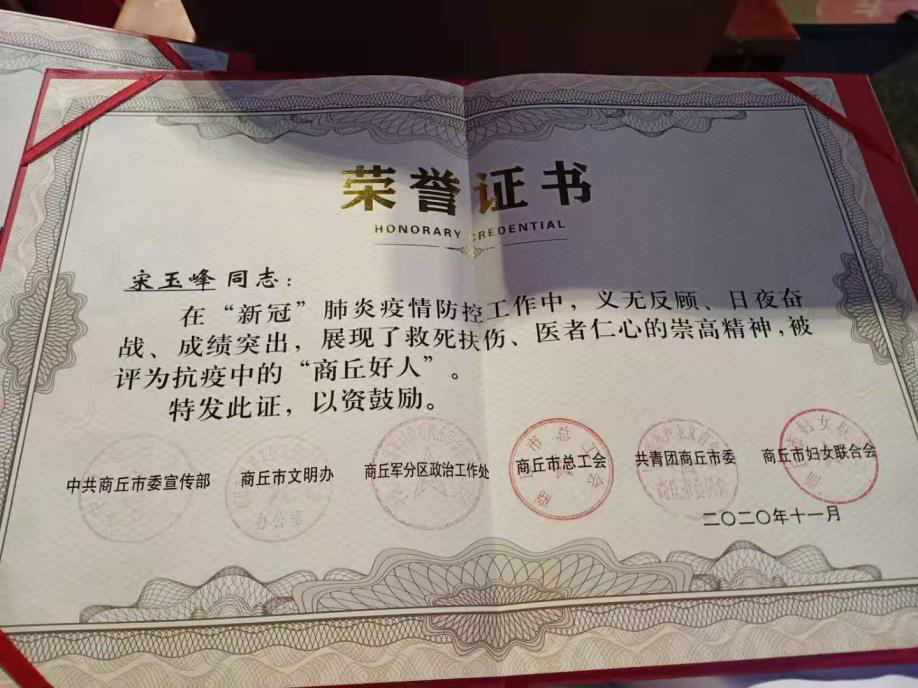 荣誉证书
HONORARY CREDENTIAL
宋玉峰 同志：
在“新冠”肺炎疫情防控工作中，义无反顾、日夜奋
战、成绩突出，展现了救死扶伤、医者仁心的崇高精神，被
评为抗疫中的“商丘好人”。
特发此证，以资鼓励。
中共商丘市委宣传部 商丘市文明办 商丘军分区政治工作处 商丘市总工会 共青团商丘市委 商丘市妇女联合会
办公室
二〇二〇年十一月